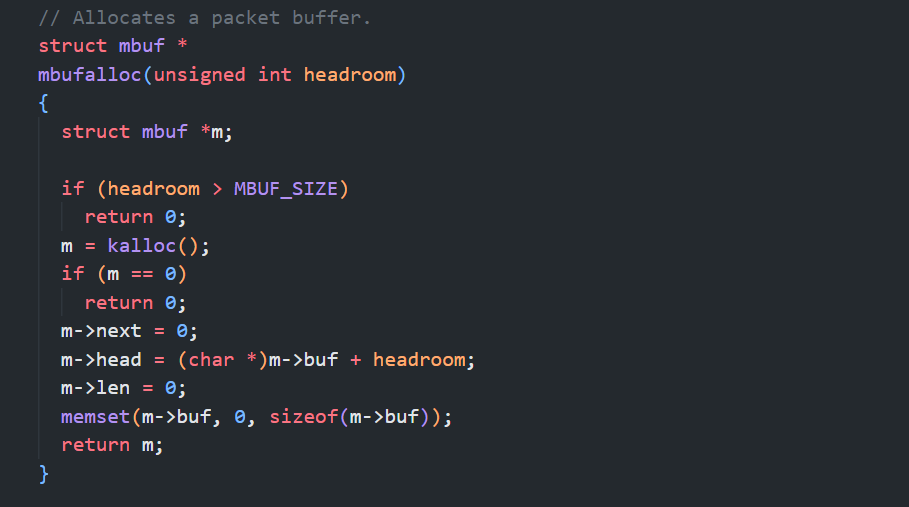 // Allocates a packet buffer.
struct mbuf *
mbufalloc(unsigned int headroom)
{
  struct mbuf *m;

  if (headroom > MBUF_SIZE)
    return 0;
  m = kalloc();
  if (m == 0)
    return 0;
  m->next = 0;
  m->head = (char *)m->buf + headroom;
  m->len = 0;
  memset(m->buf, 0, sizeof(m->buf));
  return m;
}